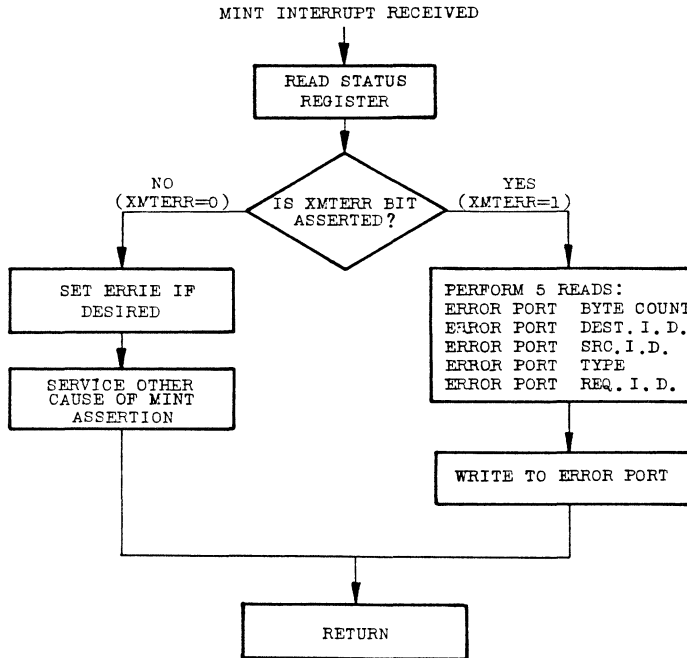 MINT INTERRUPT RECEIVED
READ STATUS
REGISTER
NO
(XMTERR=0)
IS XMTERR BIT
ASSERTED?
YES
(XMTERR=1)
SET ERRIE IF
DESIRED
SERVICE OTHER
CAUSE OF MINT
ASSERTION
PERFORM 5 READS:
ERROR PORT BYTE COUNT
ERROR PORT DEST.I.D.
ERROR PORT SRC.I.D.
ERROR PORT TYPE
ERROR PORT REQ.I.D.
WRITE TO ERROR PORT
RETURN